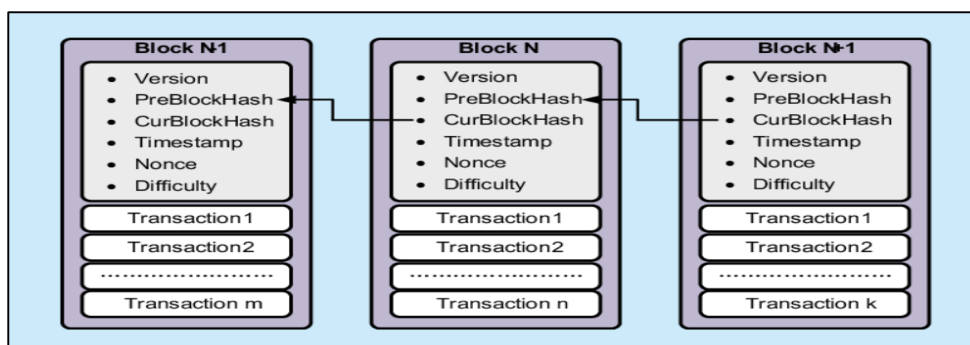 Block N-1
• Version
• PreBlockHash
• CurBlockHash
• Timestamp
• Nonce
• Difficulty
Transaction1
Transaction2
........................
Transaction m
Block N
• Version
• PreBlockHash
• CurBlockHash
• Timestamp
• Nonce
• Difficulty
Transaction1
Transaction2
........................
Transaction n
Block N+1
• Version
• PreBlockHash
• CurBlockHash
• Timestamp
• Nonce
• Difficulty
Transaction1
Transaction2
........................
Transaction k